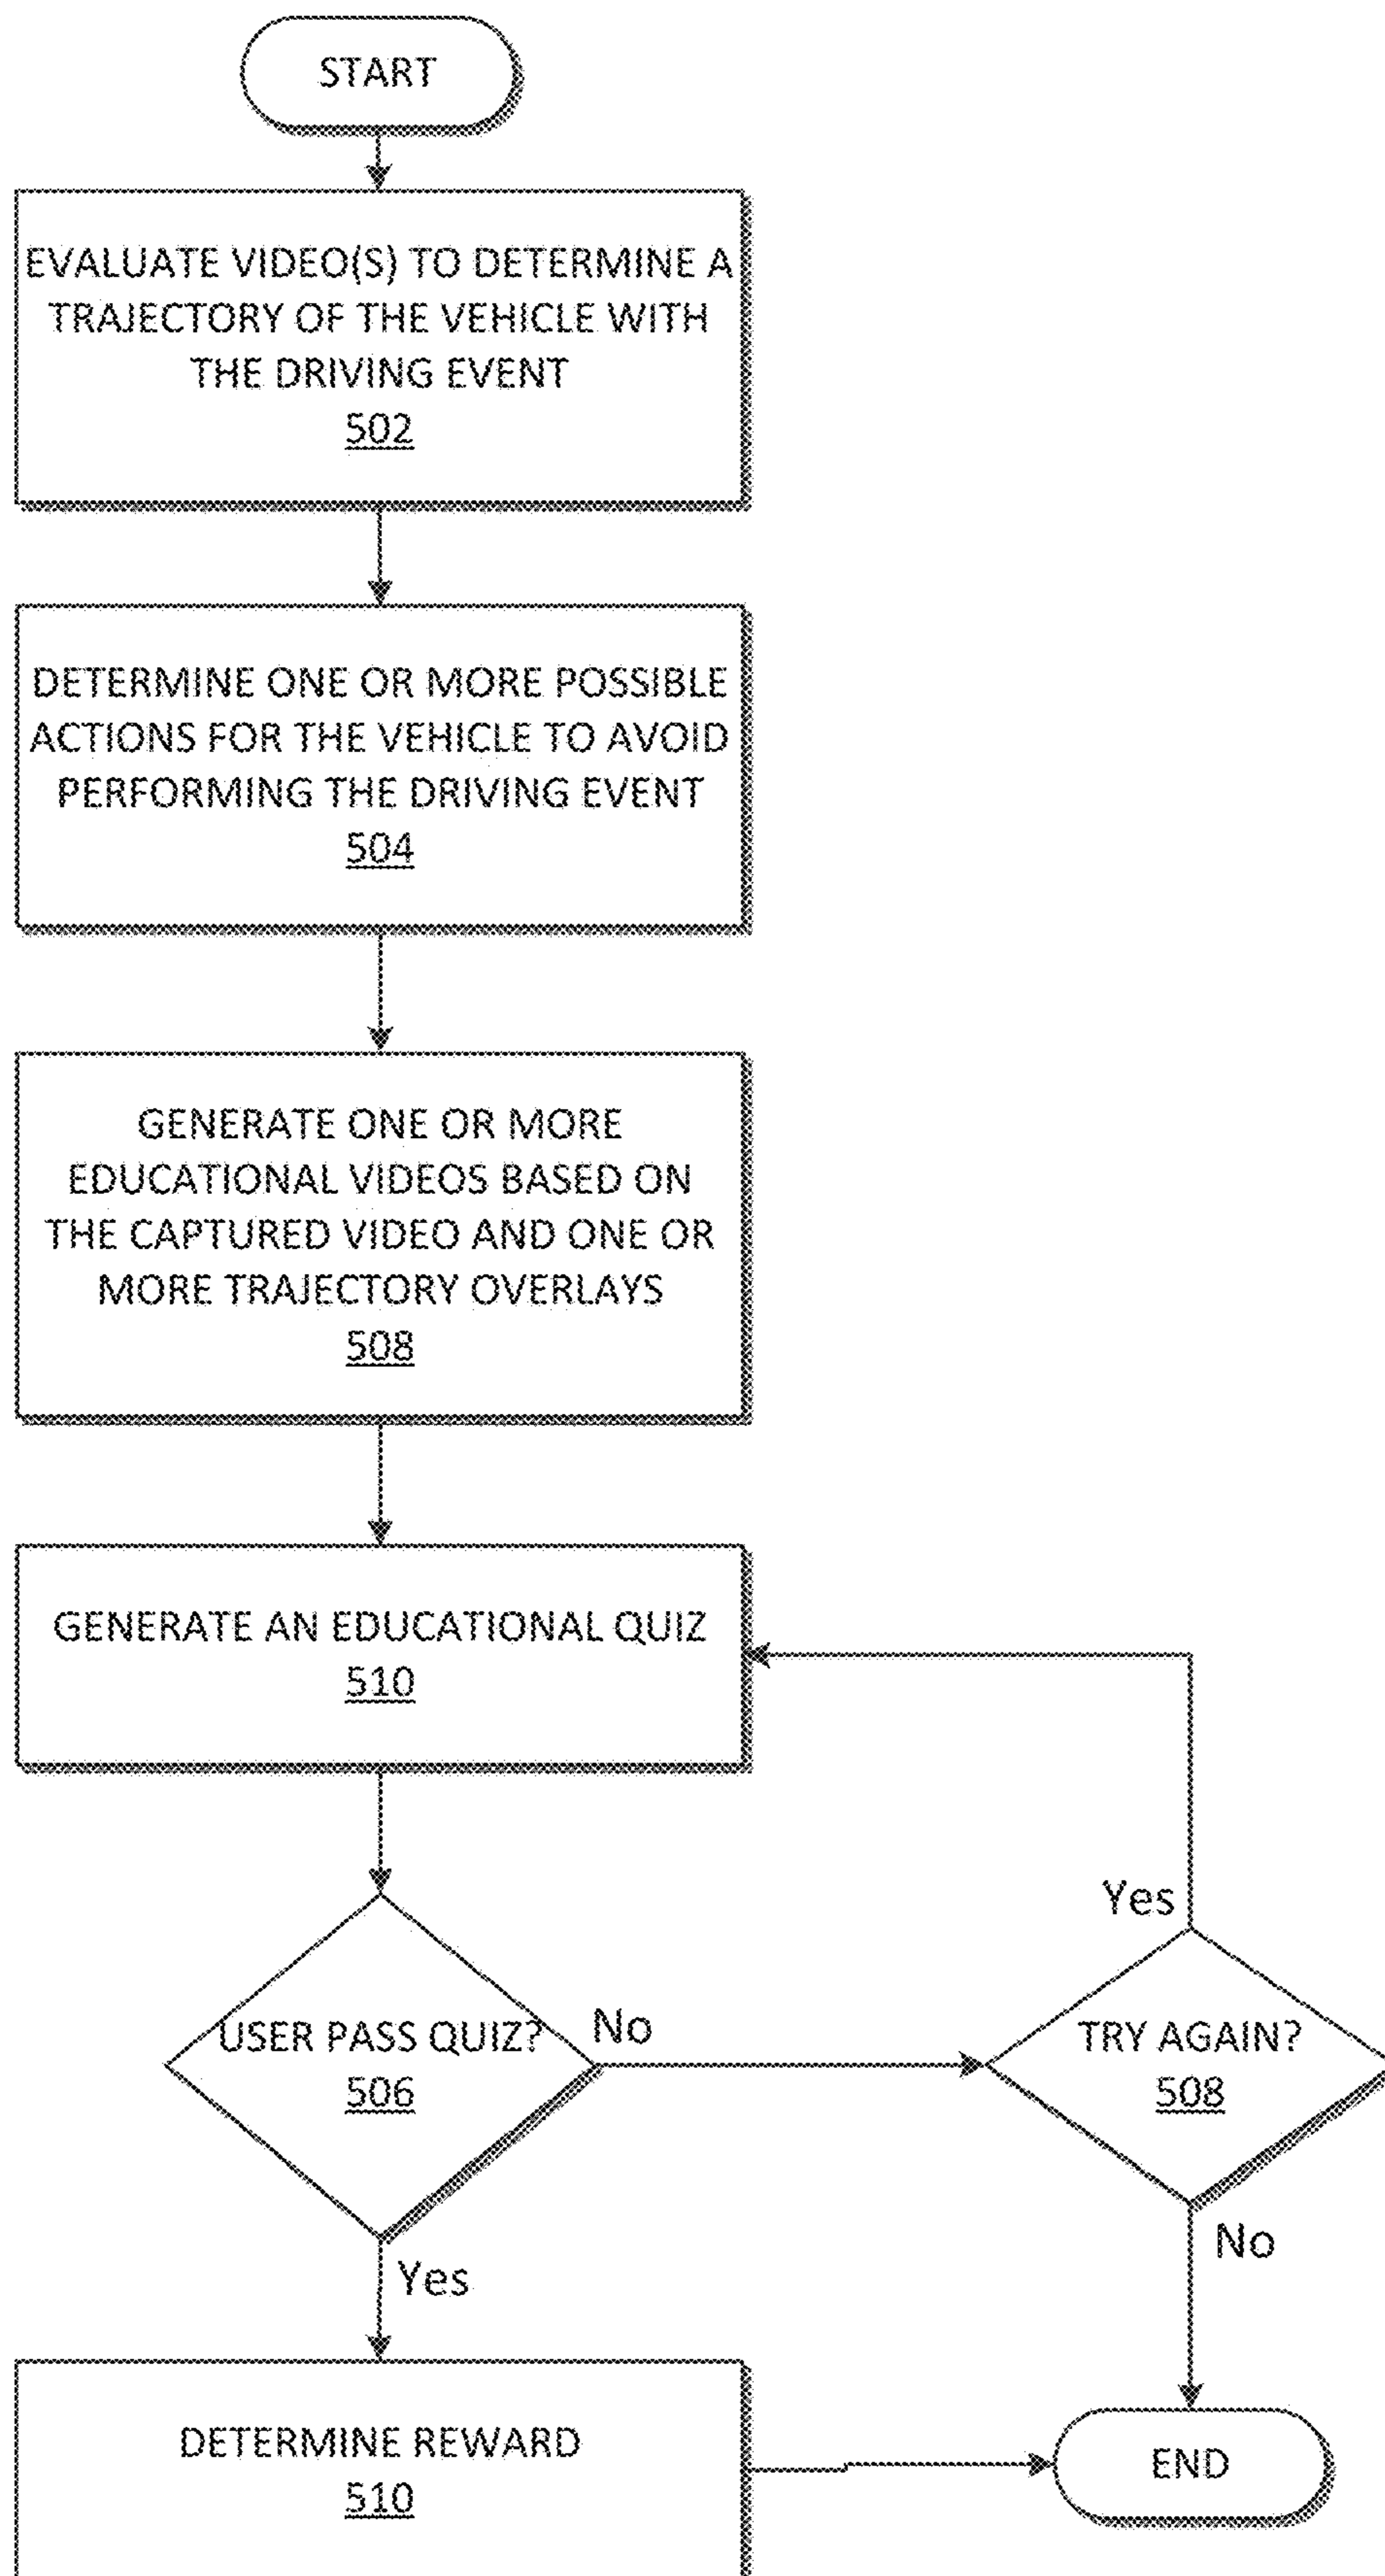 START
EVALUATE VIDEO(S) TO DETERMINE A
TRAJECTORY OF THE VEHICLE WITH
THE DRIVING EVENT
502
DETERMINE ONE OR MORE POSSIBLE
ACTIONS FOR THE VEHICLE TO AVOID
PERFORMING THE DRIVING EVENT
504
GENERATE ONE OR MORE
EDUCATIONAL VIDEOS BASED ON
THE CAPTURED VIDEO AND ONE OR
MORE TRAJECTORY OVERLAYS
508
GENERATE AN EDUCATIONAL QUIZ
510
USER PASS QUIZ?
506
No
Yes
TRY AGAIN?
508
Yes
No
DETERMINE REWARD
510
END